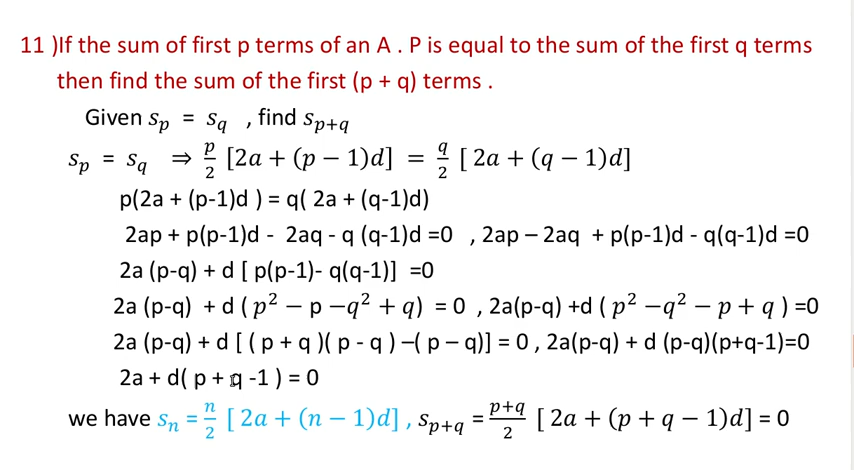 11 )If the sum of first p terms of an A . P is equal to the sum of the first q terms
then find the sum of the first (p + q) terms .
Given sₚ = s_q , find s_{p+q}
sₚ = s_q ⇒ p/2 [2a + (p − 1)d] = q/2 [ 2a + (q − 1)d]
p(2a + (p-1)d ) = q( 2a + (q-1)d)
2ap + p(p-1)d - 2aq - q (q-1)d =0 , 2ap – 2aq + p(p-1)d - q(q-1)d =0
2a (p-q) + d [ p(p-1)- q(q-1)] =0
2a (p-q) + d ( p² − p −q² + q) = 0 , 2a(p-q) +d ( p² −q² − p + q ) =0
2a (p-q) + d [ ( p + q )( p - q ) –( p – q)] = 0 , 2a(p-q) + d (p-q)(p+q-1)=0
2a + d( p + q -1 ) = 0
we have sₙ = n/2 [ 2a + (n − 1)d] , s_{p+q} = p+q/2 [ 2a + (p + q − 1)d] = 0